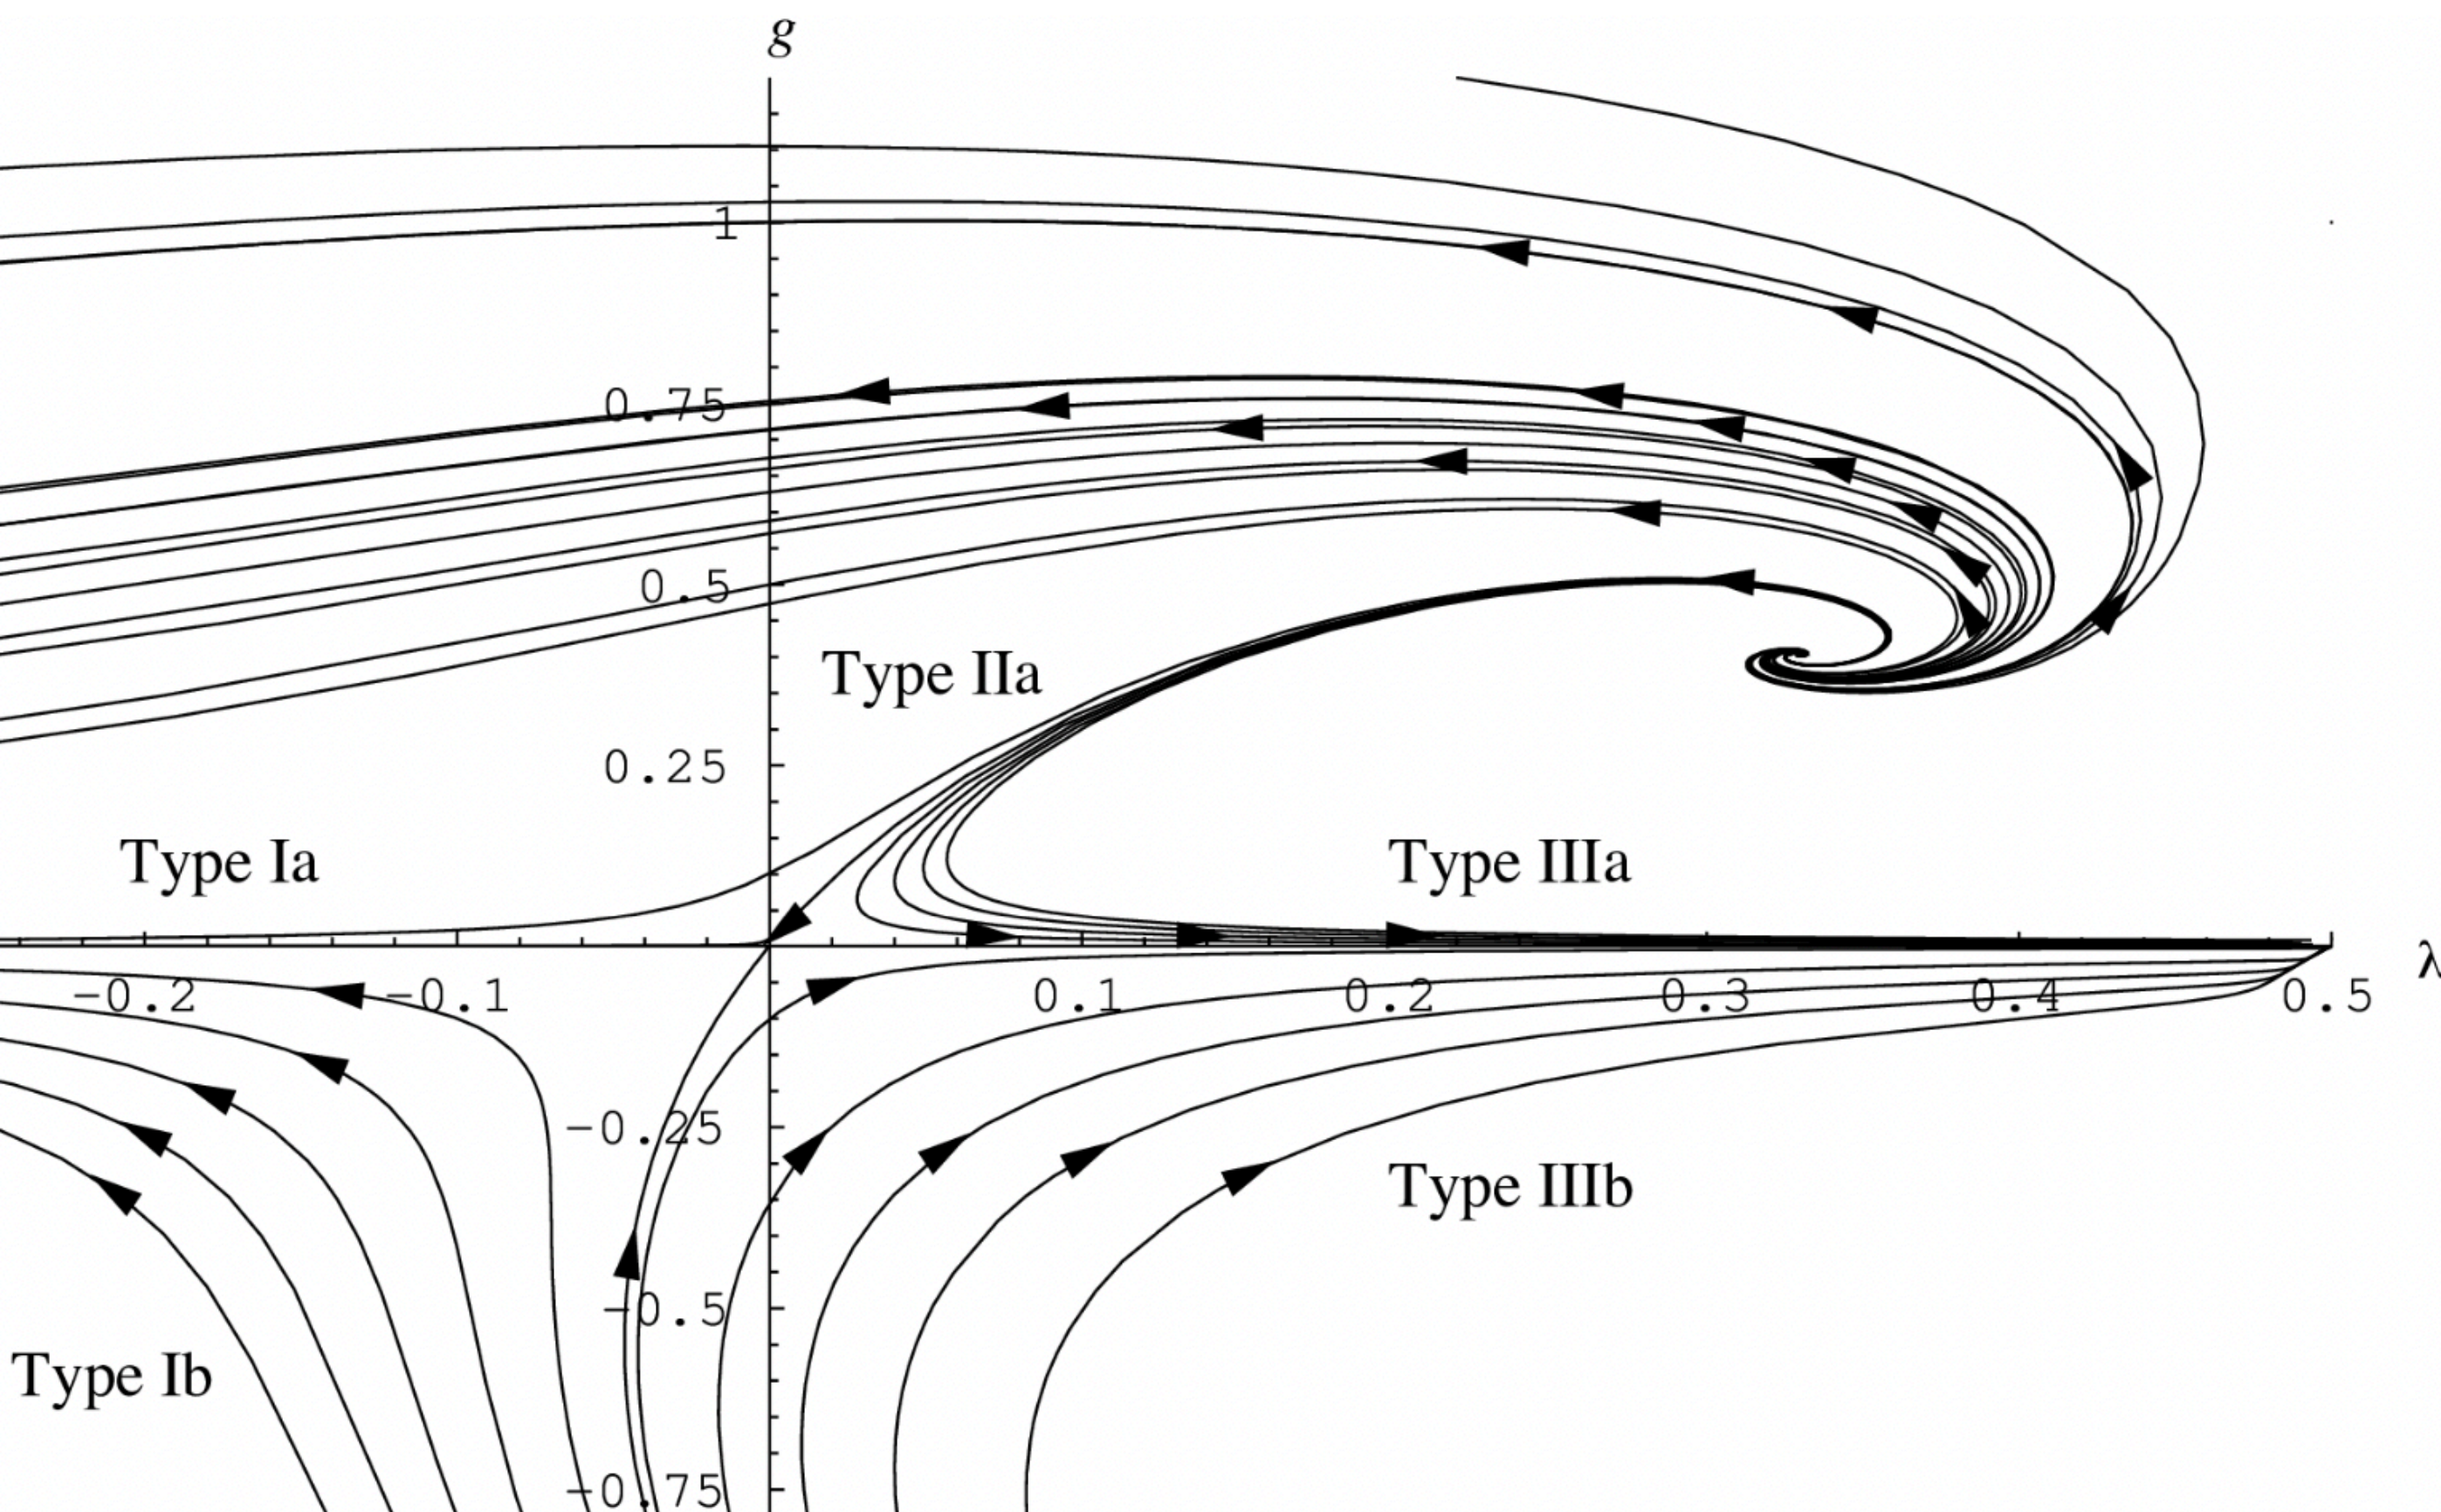 g
1
0.75
0.5
Type IIa
0.25
Type Ia
Type IIIa
λ
-0.2 -0.1 0.1 0.2 0.3 0.4 0.5
-0.25
Type IIIb
-0.5
Type Ib
-0.75